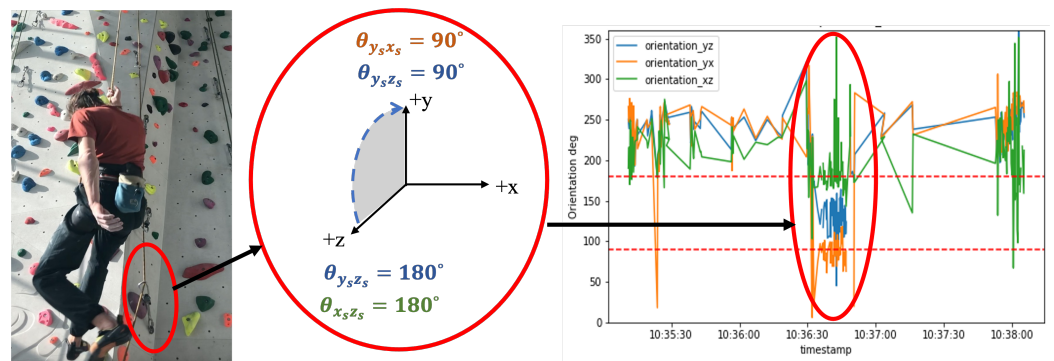 θ_{y_s x_s} = 90°
θ_{y_s z_s} = 90°
+y
+x
+z
θ_{y_s z_s} = 180°
θ_{x_s z_s} = 180°
orientation_yz
orientation_yx
orientation_xz
Orientation deg
350
300
250
200
150
100
50
0
10:35:30
10:36:00
10:36:30
10:37:00
10:37:30
10:38:00
timestamp